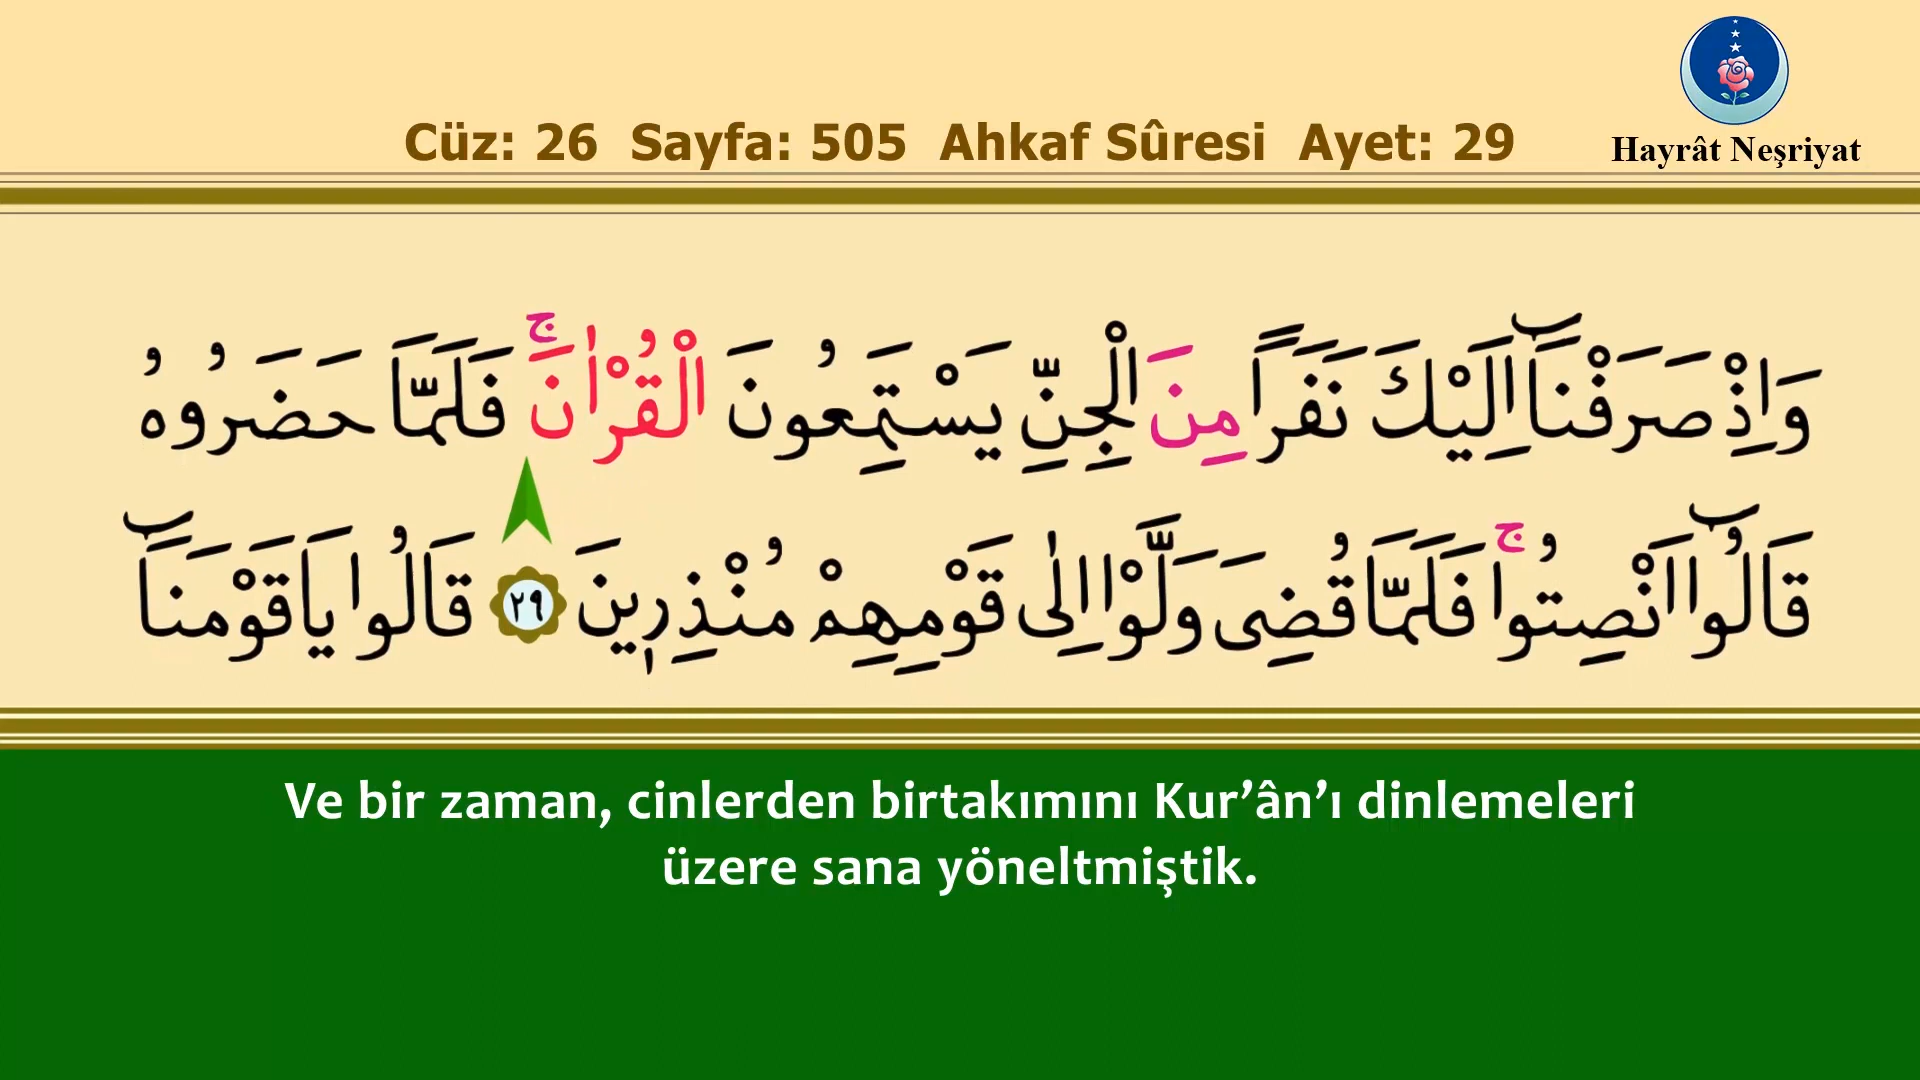 Cüz: 26 Sayfa: 505 Ahkaf Sûresi Ayet: 29
Hayrât Neşriyat
وَاِذْ صَرَفْنَٓا اِلَيْكَ نَفَرًا مِنَ الْجِنِّ يَسْتَمِعُونَ الْقُرْاٰنَۚ فَلَمَّا حَضَرُوهُ
قَالُٓوا اَنْصِتُواۚ فَلَمَّا قُضِىَ وَلَّوْا اِلٰى قَوْمِهِمْ مُنْذِر۪ينَ ٢٩ قَالُوا يَاقَوْمَنَٓا
Ve bir zaman, cinlerden birtakımını Kur’ân’ı dinlemeleri
üzere sana yöneltmiştik.